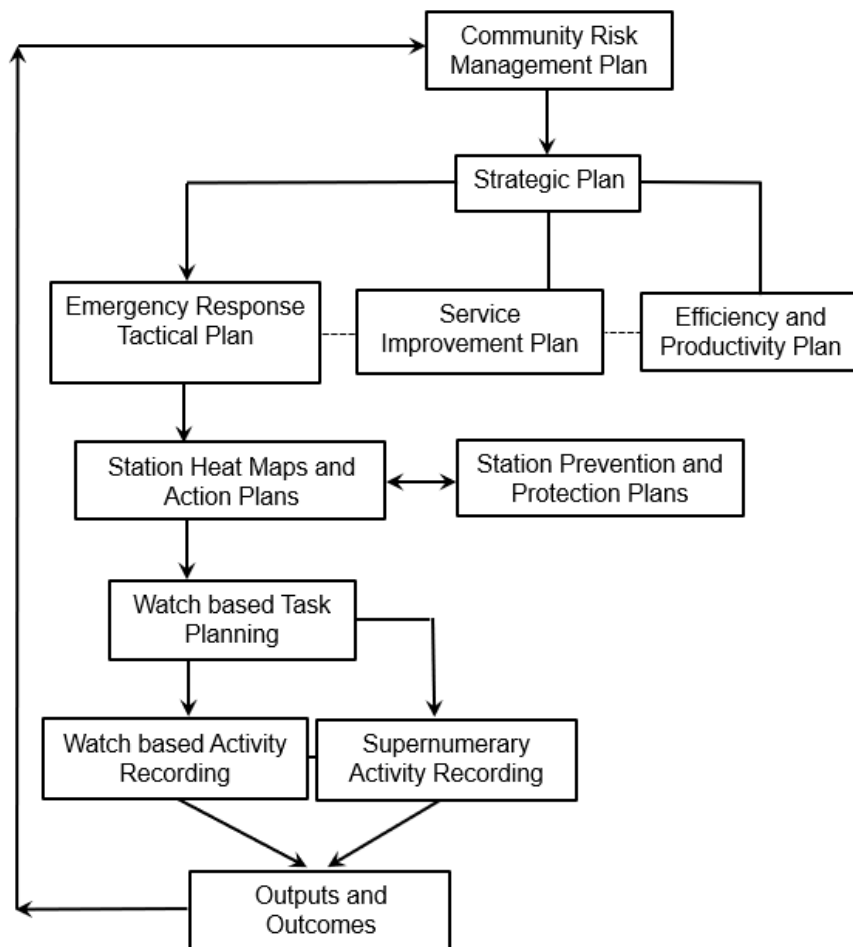 Community Risk
Management Plan
Strategic Plan
Emergency Response
Tactical Plan
Service
Improvement Plan
Efficiency and
Productivity Plan
Station Heat Maps and
Action Plans
Station Prevention and
Protection Plans
Watch based Task
Planning
Watch based Activity
Recording
Supernumerary
Activity Recording
Outputs and
Outcomes